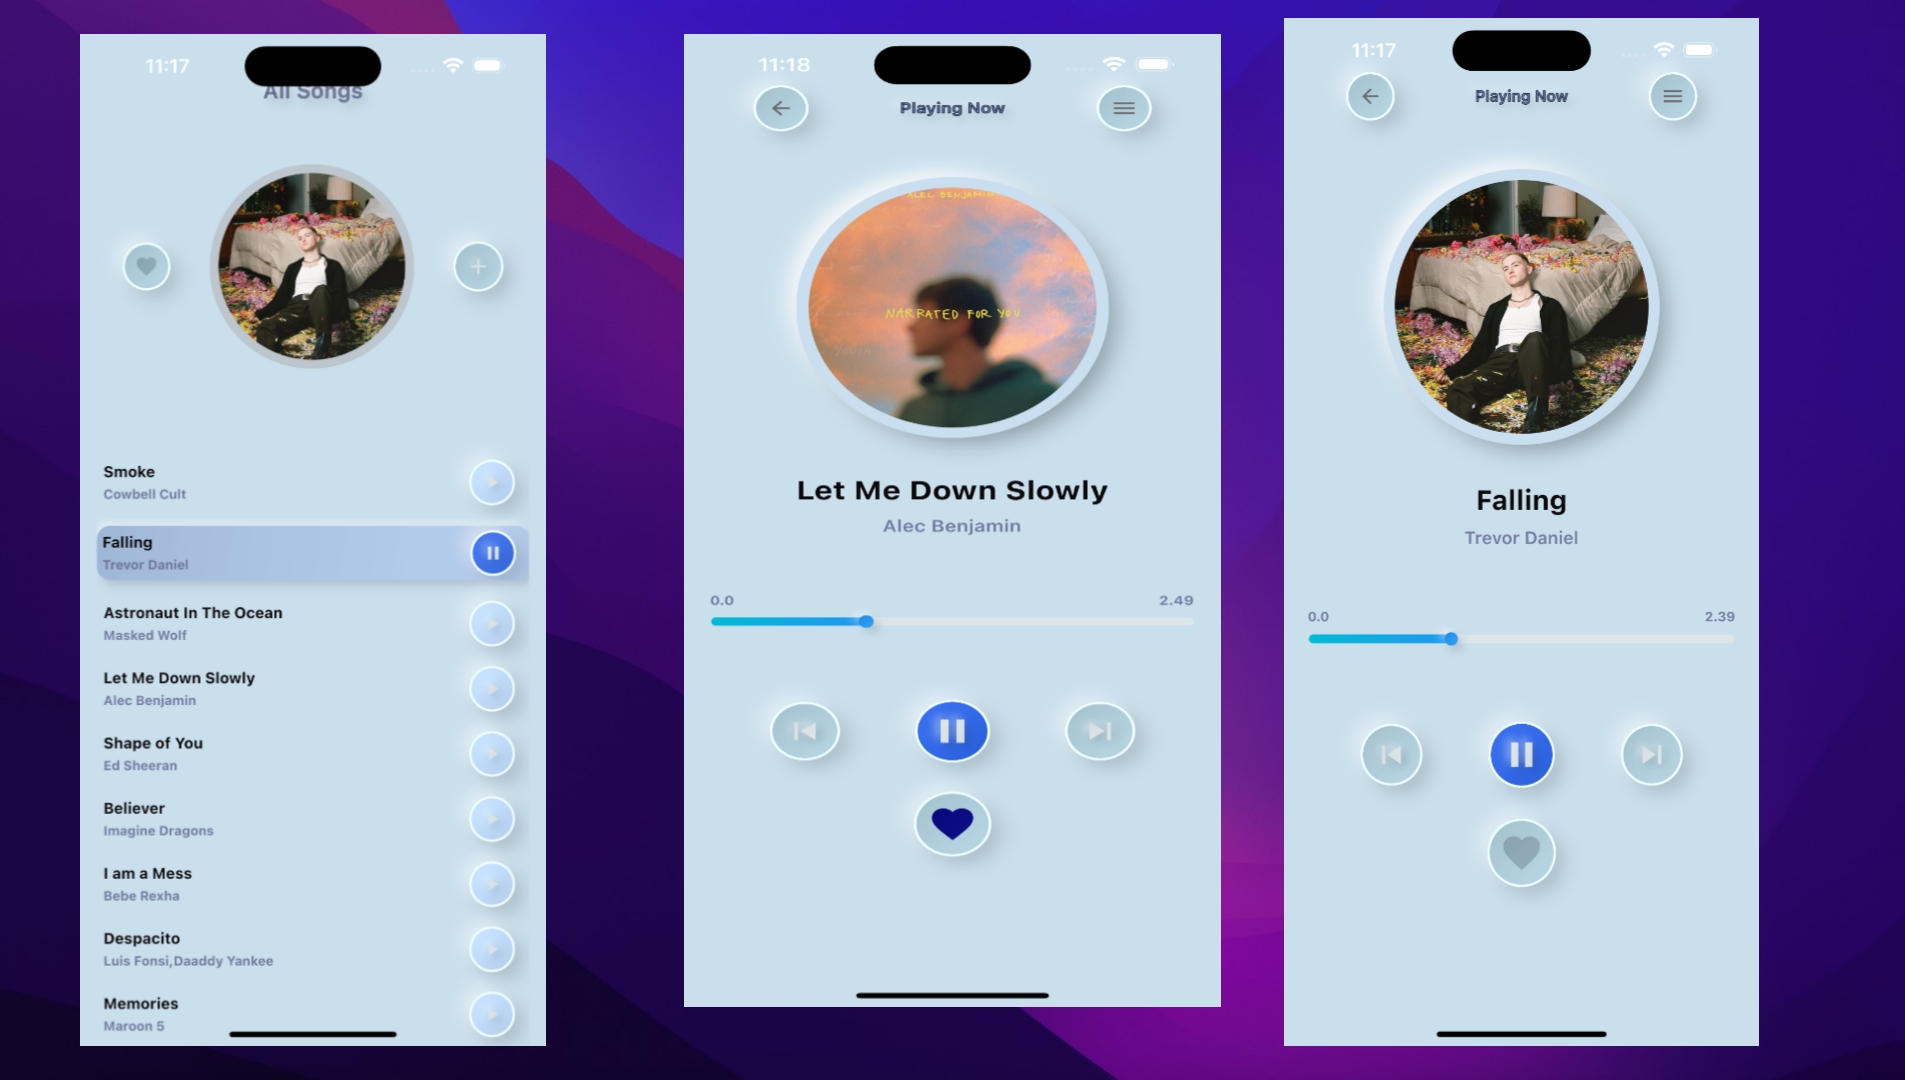 11:17
All Songs
Smoke
Cowbell Cult
Falling
Trevor Daniel
Astronaut In The Ocean
Masked Wolf
Let Me Down Slowly
Alec Benjamin
Shape of You
Ed Sheeran
Believer
Imagine Dragons
I am a Mess
Bebe Rexha
Despacito
Luis Fonsi,Daaddy Yankee
Memories
Maroon 5
11:18
Playing Now
ALEC BENJAMIN
NARRATED FOR YOU
Let Me Down Slowly
Alec Benjamin
0.0 2.49
11:17
Playing Now
Falling
Trevor Daniel
0.0 2.39